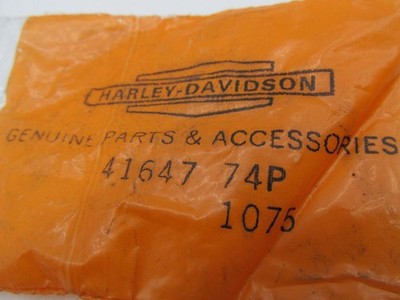 HARLEY-DAVIDSON
GENUINE PARTS & ACCESSORIES
41647 74P
1075